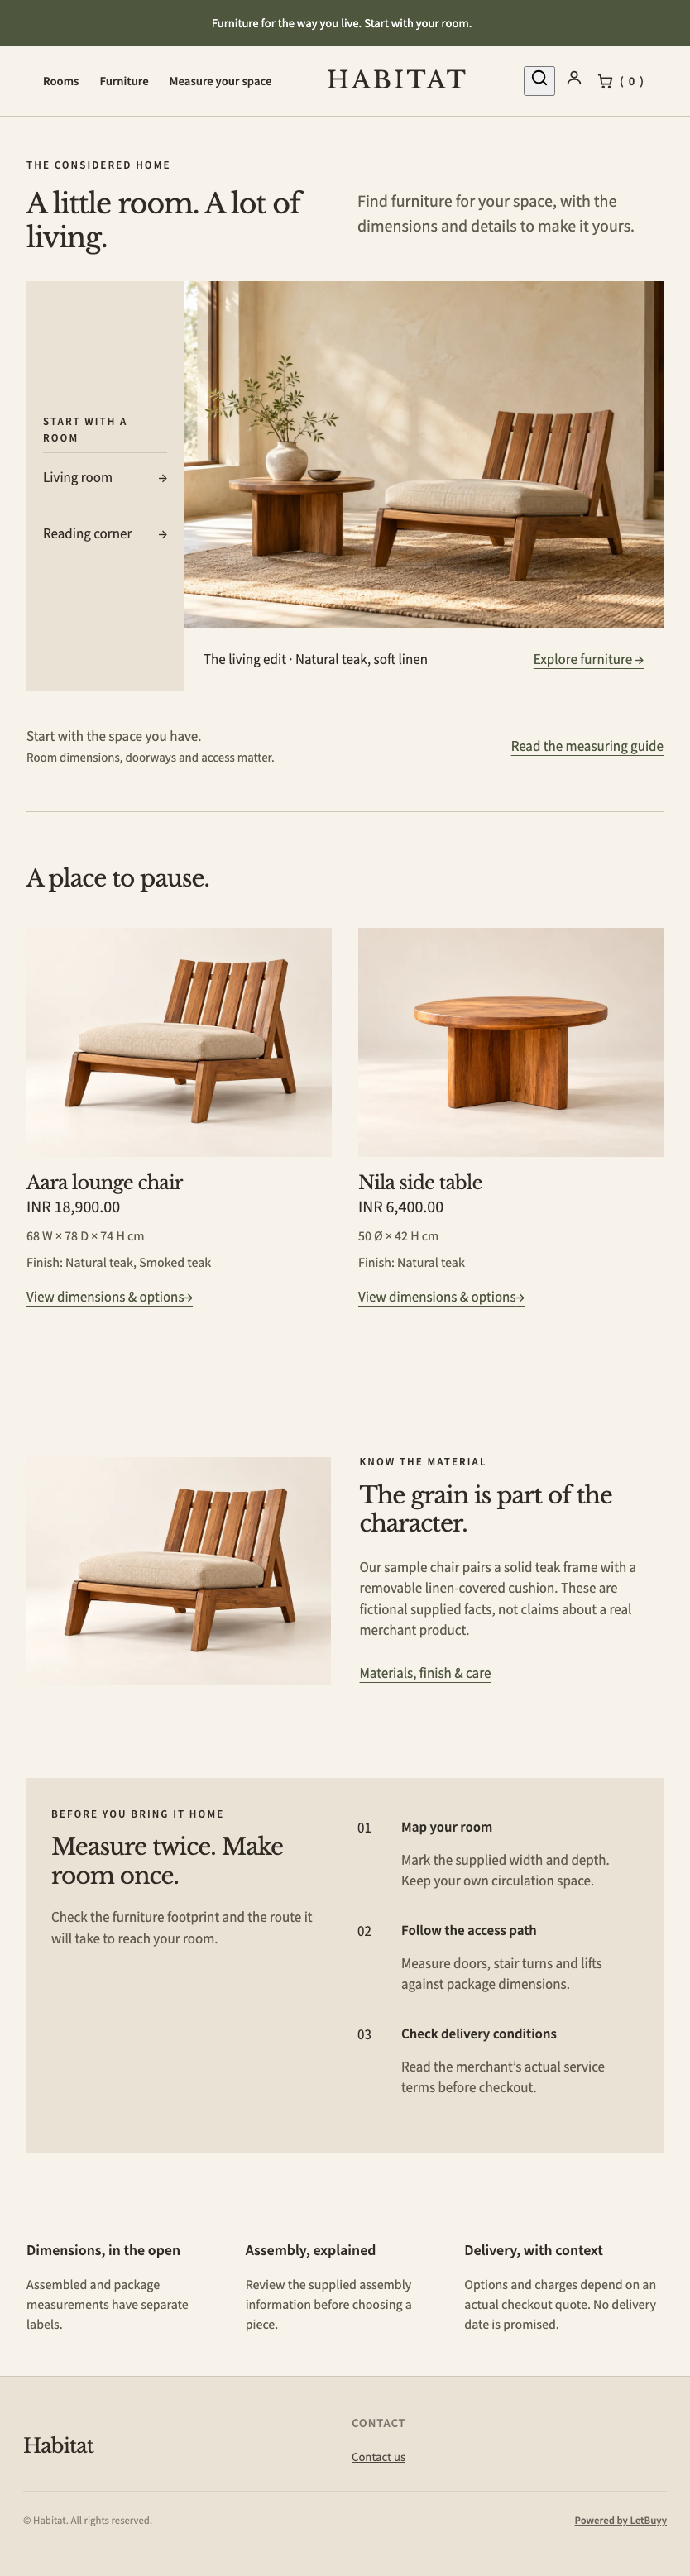 Furniture for the way you live. Start with your room.
Rooms Furniture Measure your space HABITAT ( 0 )
THE CONSIDERED HOME
A little room. A lot of
living.
Find furniture for your space, with the
dimensions and details to make it yours.
START WITH A
ROOM
Living room →
Reading corner →
The living edit · Natural teak, soft linen Explore furniture →
Start with the space you have.
Room dimensions, doorways and access matter.
Read the measuring guide
A place to pause.
Aara lounge chair
INR 18,900.00
68 W × 78 D × 74 H cm
Finish: Natural teak, Smoked teak
View dimensions & options→
Nila side table
INR 6,400.00
50 Ø × 42 H cm
Finish: Natural teak
View dimensions & options→
KNOW THE MATERIAL
The grain is part of the
character.
Our sample chair pairs a solid teak frame with a
removable linen-covered cushion. These are
fictional supplied facts, not claims about a real
merchant product.
Materials, finish & care
BEFORE YOU BRING IT HOME
Measure twice. Make
room once.
Check the furniture footprint and the route it
will take to reach your room.
01 Map your room
Mark the supplied width and depth.
Keep your own circulation space.
02 Follow the access path
Measure doors, stair turns and lifts
against package dimensions.
03 Check delivery conditions
Read the merchant’s actual service
terms before checkout.
Dimensions, in the open
Assembled and package
measurements have separate
labels.
Assembly, explained
Review the supplied assembly
information before choosing a
piece.
Delivery, with context
Options and charges depend on an
actual checkout quote. No delivery
date is promised.
Habitat
CONTACT
Contact us
© Habitat. All rights reserved. Powered by LetBuyy